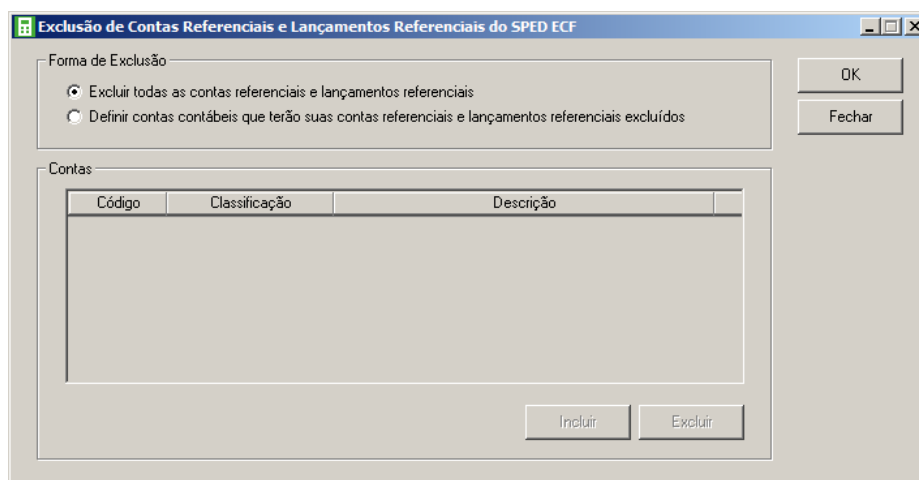 Exclusão de Contas Referenciais e Lançamentos Referenciais do SPED ECF
Forma de Exclusão
Excluir todas as contas referenciais e lançamentos referenciais
Definir contas contábeis que terão suas contas referenciais e lançamentos referenciais excluídos
OK
Fechar
Contas
Código Classificação Descrição
Incluir Excluir